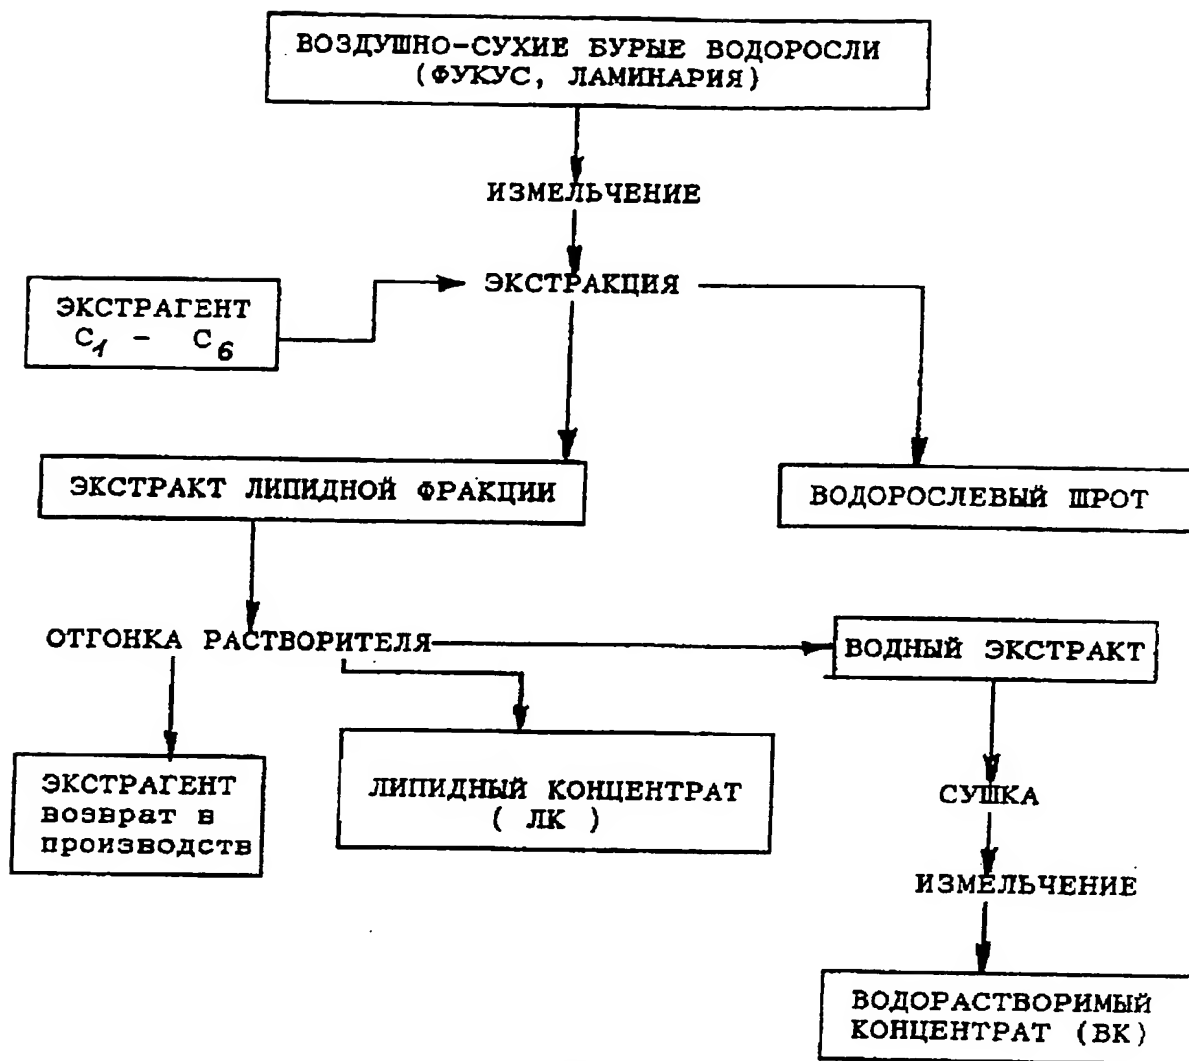 ВОЗДУШНО-СУХИЕ БУРЫЕ ВОДОРОСЛИ
(ФУКУС, ЛАМИНАРИЯ)
ИЗМЕЛЬЧЕНИЕ
ЭКСТРАКЦИЯ
ЭКСТРАГЕНТ
C₁ - C₆
ЭКСТРАКТ ЛИПИДНОЙ ФРАКЦИИ
ВОДОРОСЛЕВЫЙ ШРОТ
ОТГОНКА РАСТВОРИТЕЛЯ
ВОДНЫЙ ЭКСТРАКТ
ЭКСТРАГЕНТ
возврат в
производств
ЛИПИДНЫЙ КОНЦЕНТРАТ
( ЛК )
СУШКА
ИЗМЕЛЬЧЕНИЕ
ВОДОРАСТВОРИМЫЙ
КОНЦЕНТРАТ (ВК)